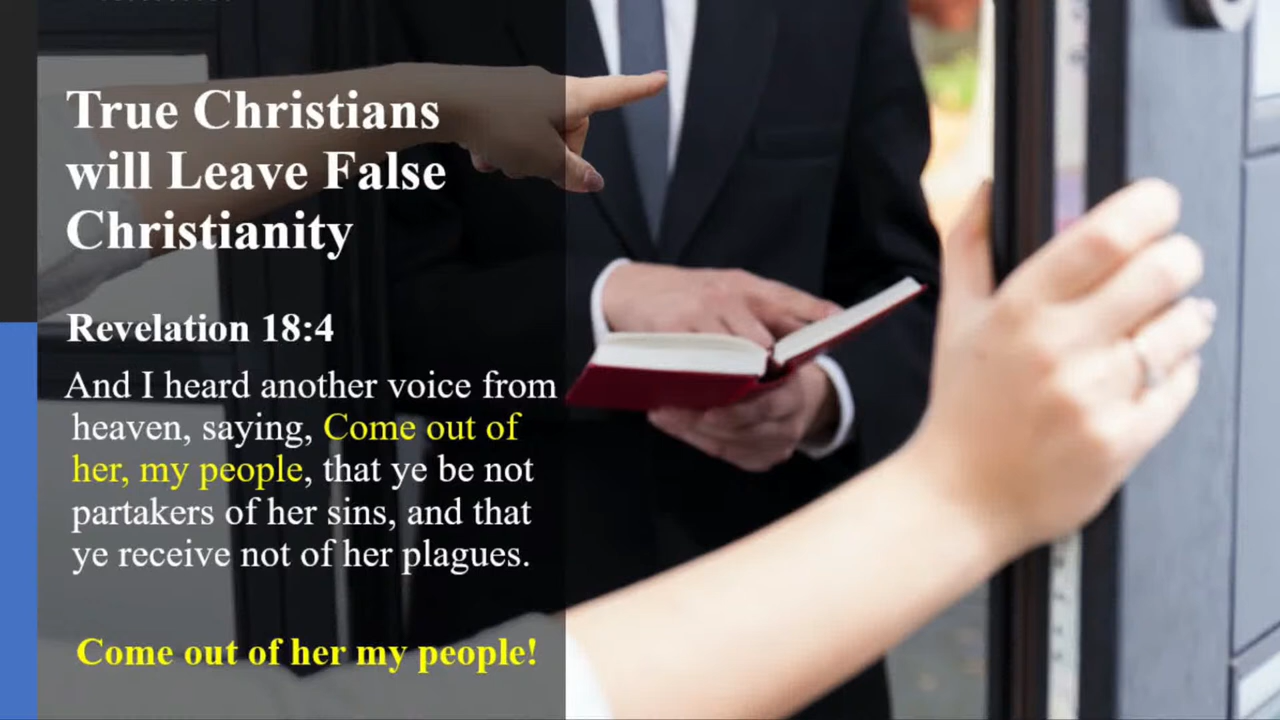 True Christians
will Leave False
Christianity
Revelation 18:4
And I heard another voice from
heaven, saying, Come out of
her, my people, that ye be not
partakers of her sins, and that
ye receive not of her plagues.
Come out of her my people!